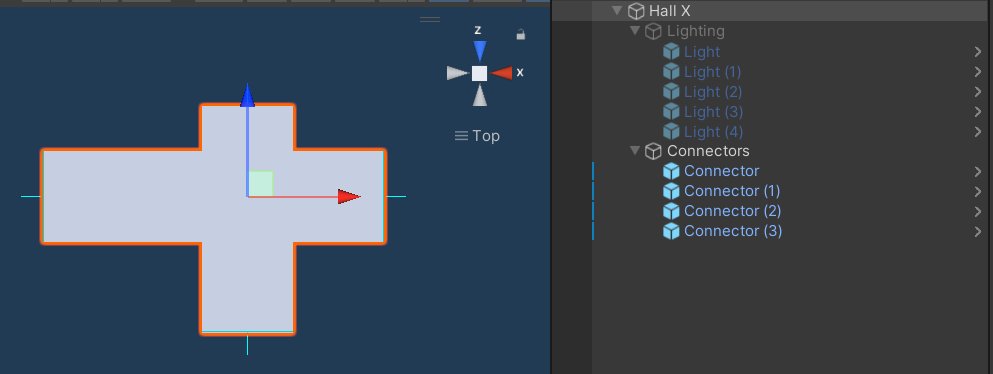 Hall X
Lighting
Light
Light (1)
Light (2)
Light (3)
Light (4)
Connectors
Connector
Connector (1)
Connector (2)
Connector (3)
z
x
Top